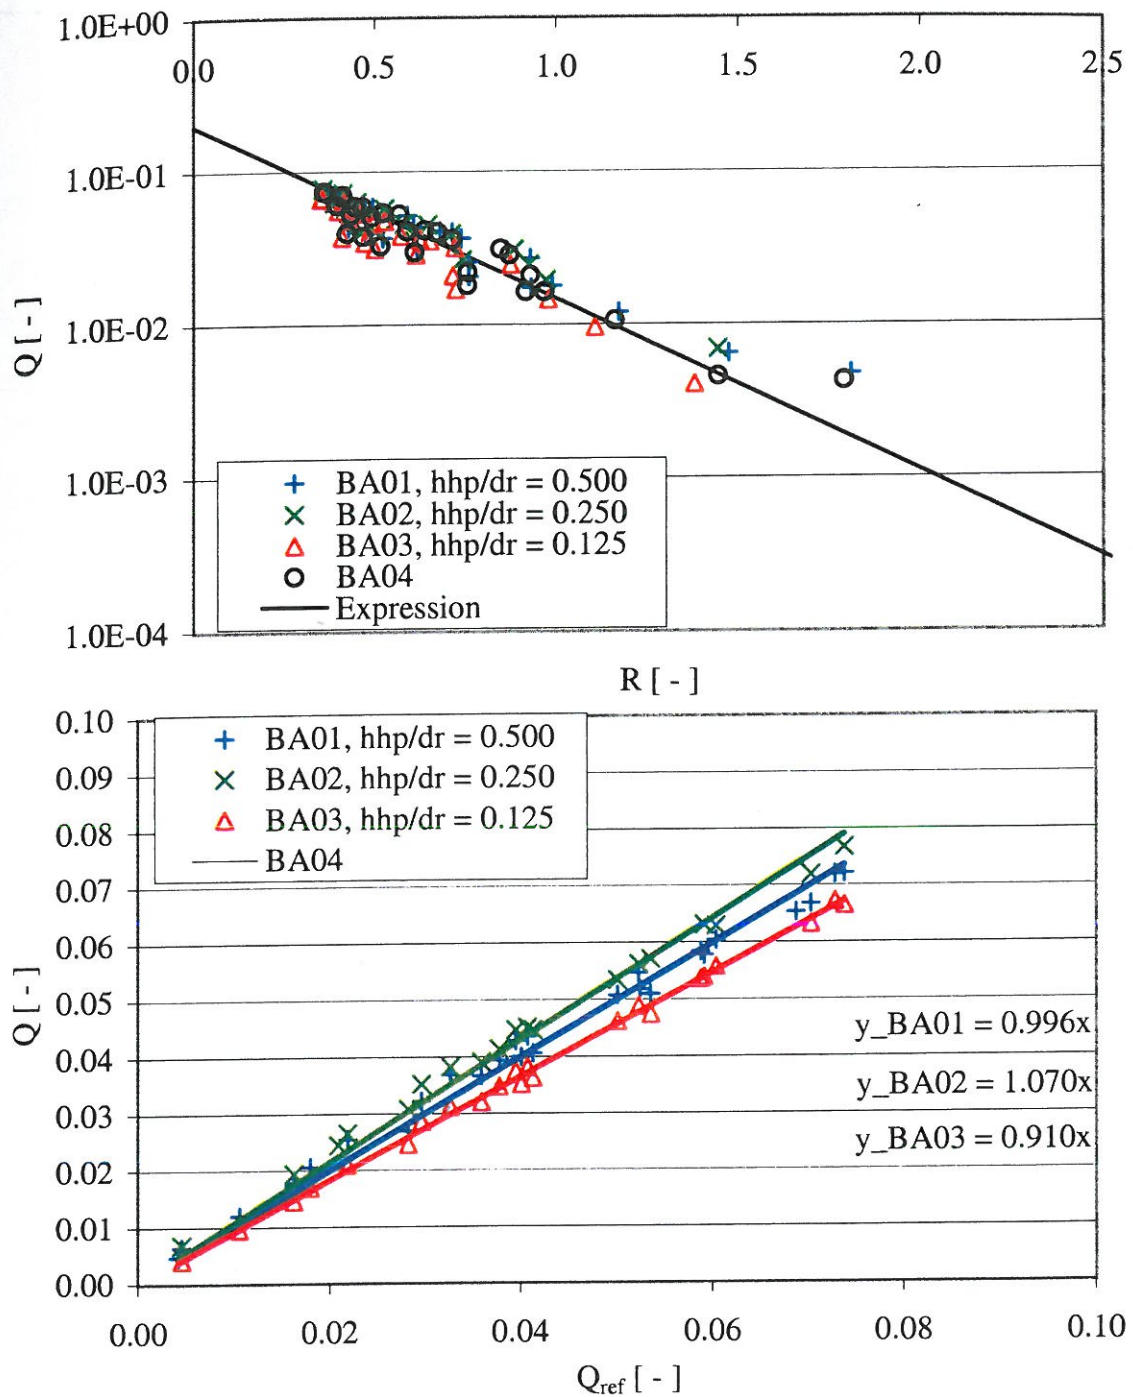 1.0E+00
0.0 0.5 1.0 1.5 2.0 2.5
1.0E-01
1.0E-02
1.0E-03
1.0E-04
Q [ - ]
BA01, hhp/dr = 0.500
BA02, hhp/dr = 0.250
BA03, hhp/dr = 0.125
BA04
Expression
R [ - ]
0.10
0.09
0.08
0.07
0.06
0.05
0.04
0.03
0.02
0.01
0.00
Q [ - ]
BA01, hhp/dr = 0.500
BA02, hhp/dr = 0.250
BA03, hhp/dr = 0.125
BA04
y_BA01 = 0.996x
y_BA02 = 1.070x
y_BA03 = 0.910x
0.00 0.02 0.04 0.06 0.08 0.10
Qref [ - ]